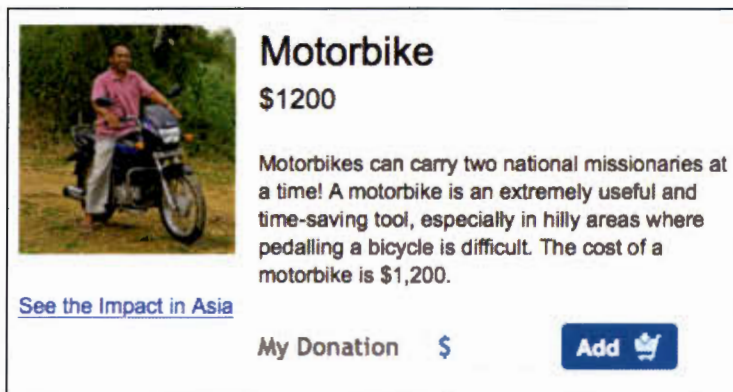 Motorbike
$1200
Motorbikes can carry two national missionaries at
a time! A motorbike is an extremely useful and
time-saving tool, especially in hilly areas where
pedalling a bicycle is difficult. The cost of a
motorbike is $1,200.
See the Impact in Asia
My Donation $
Add